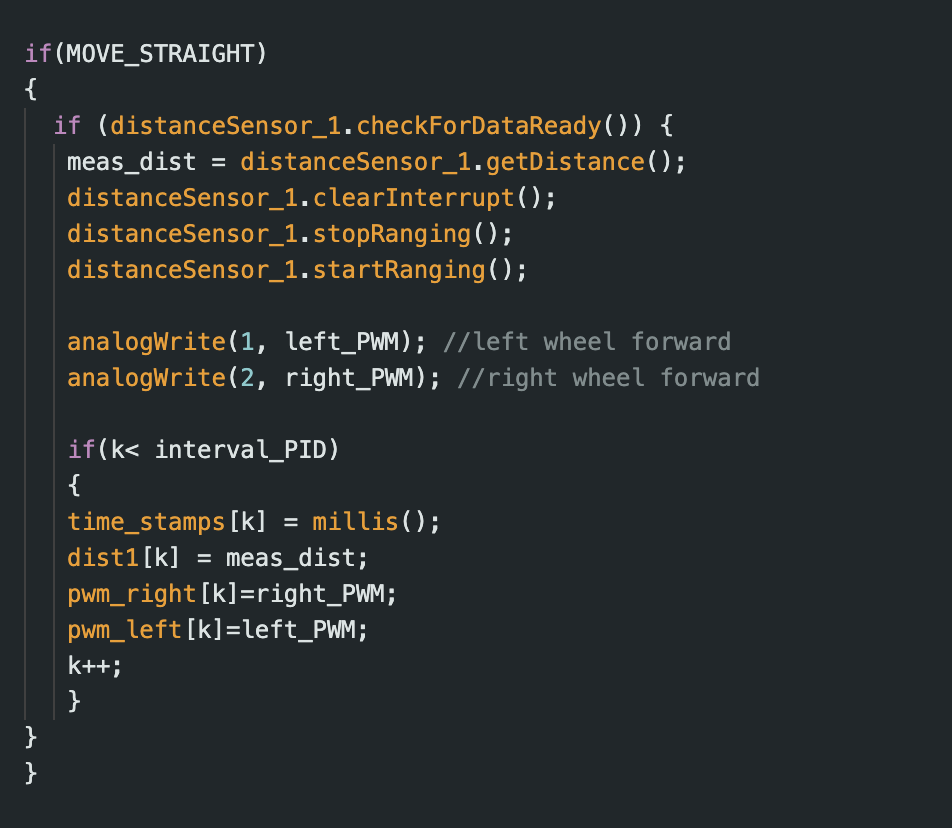 if(MOVE_STRAIGHT)
{
if (distanceSensor_1.checkForDataReady()) {
meas_dist = distanceSensor_1.getDistance();
distanceSensor_1.clearInterrupt();
distanceSensor_1.stopRanging();
distanceSensor_1.startRanging();
analogWrite(1, left_PWM); //left wheel forward
analogWrite(2, right_PWM); //right wheel forward
if(k< interval_PID)
{
time_stamps[k] = millis();
dist1[k] = meas_dist;
pwm_right[k]=right_PWM;
pwm_left[k]=left_PWM;
k++;
}
}
}